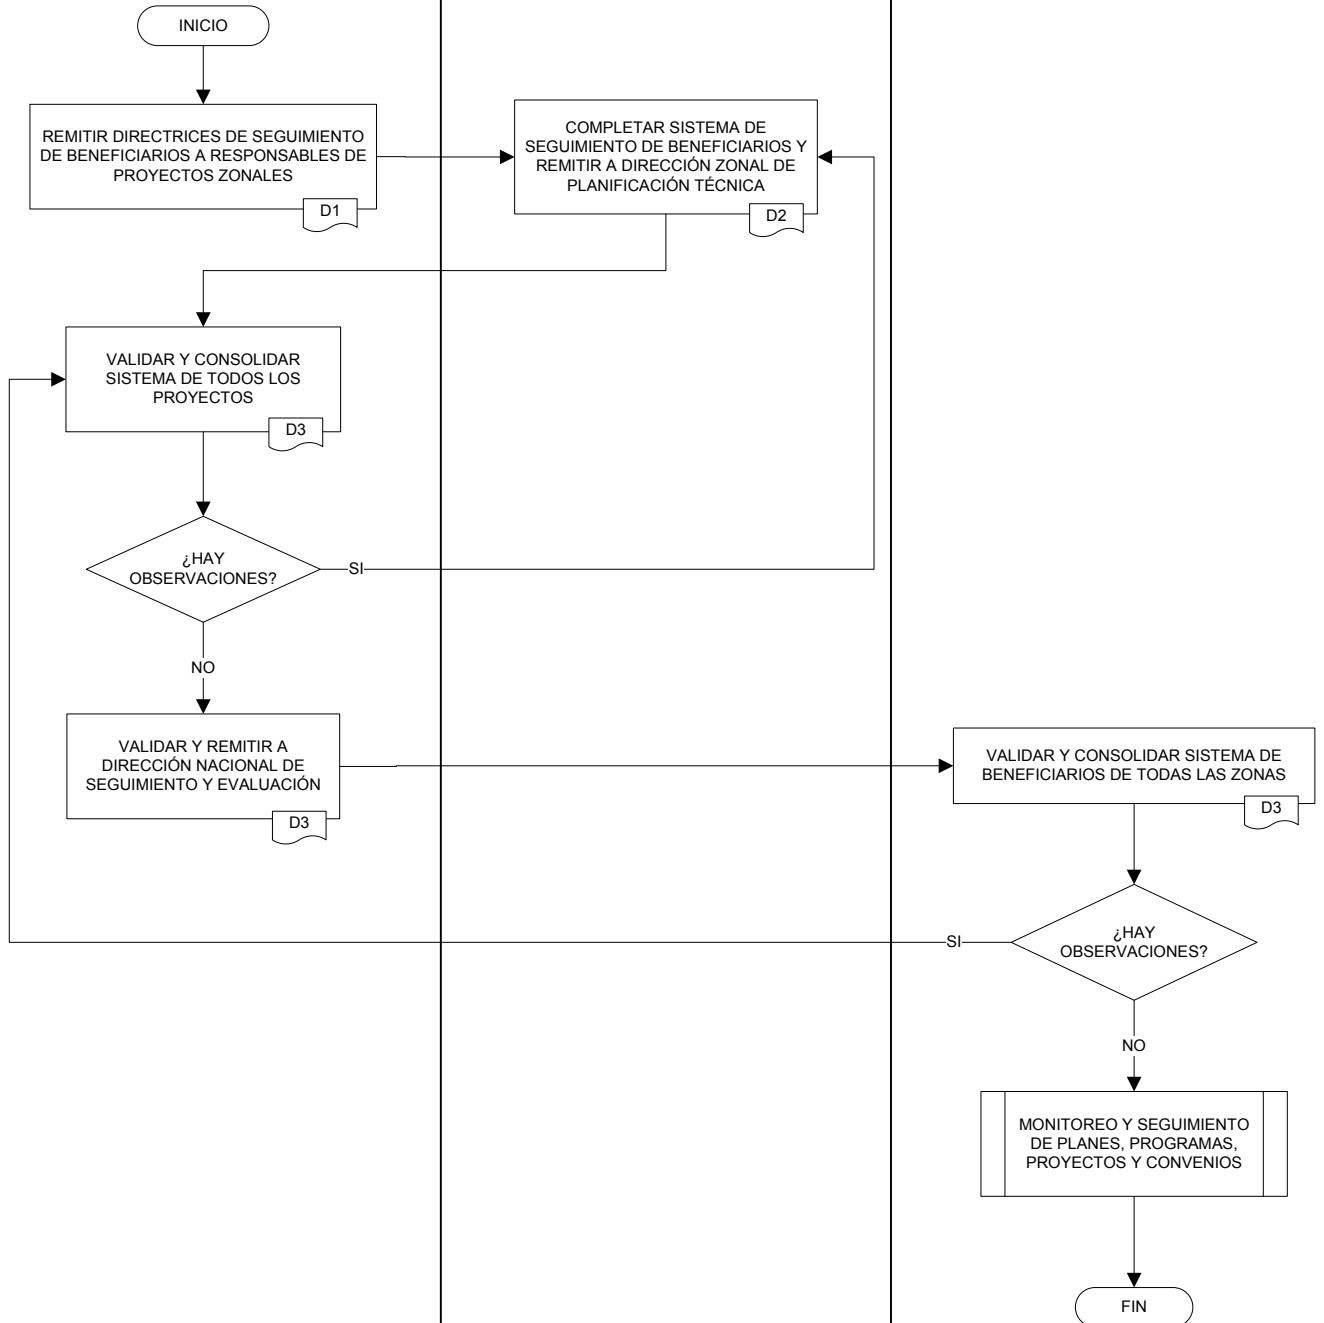 INICIO
REMITIR DIRECTRICES DE SEGUIMIENTO
DE BENEFICIARIOS A RESPONSABLES DE
PROYECTOS ZONALES
D1
COMPLETAR SISTEMA DE
SEGUIMIENTO DE BENEFICIARIOS Y
REMITIR A DIRECCIÓN ZONAL DE
PLANIFICACIÓN TÉCNICA
D2
VALIDAR Y CONSOLIDAR
SISTEMA DE TODOS LOS
PROYECTOS
D3
¿HAY
OBSERVACIONES?
SI
NO
VALIDAR Y REMITIR A
DIRECCIÓN NACIONAL DE
SEGUIMIENTO Y EVALUACIÓN
D3
VALIDAR Y CONSOLIDAR SISTEMA DE
BENEFICIARIOS DE TODAS LAS ZONAS
D3
¿HAY
OBSERVACIONES?
SI
NO
MONITOREO Y SEGUIMIENTO
DE PLANES, PROGRAMAS,
PROYECTOS Y CONVENIOS
FIN